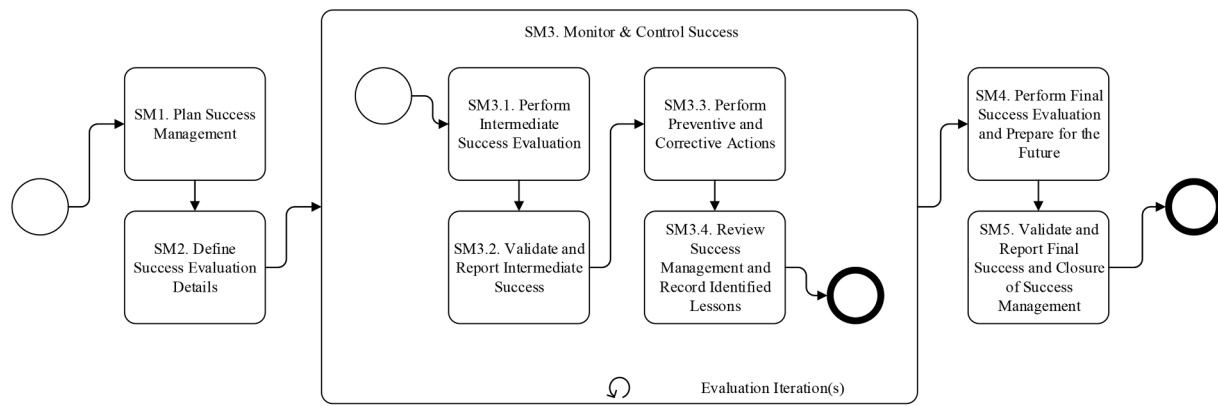 SM3. Monitor & Control Success
SM1. Plan Success
Management
SM2. Define
Success Evaluation
Details
SM3.1. Perform
Intermediate
Success Evaluation
SM3.2. Validate and
Report Intermediate
Success
SM3.3. Perform
Preventive and
Corrective Actions
SM3.4. Review
Success
Management and
Record Identified
Lessons
Evaluation Iteration(s)
SM4. Perform Final
Success Evaluation
and Prepare for the
Future
SM5. Validate and
Report Final
Success and Closure
of Success
Management